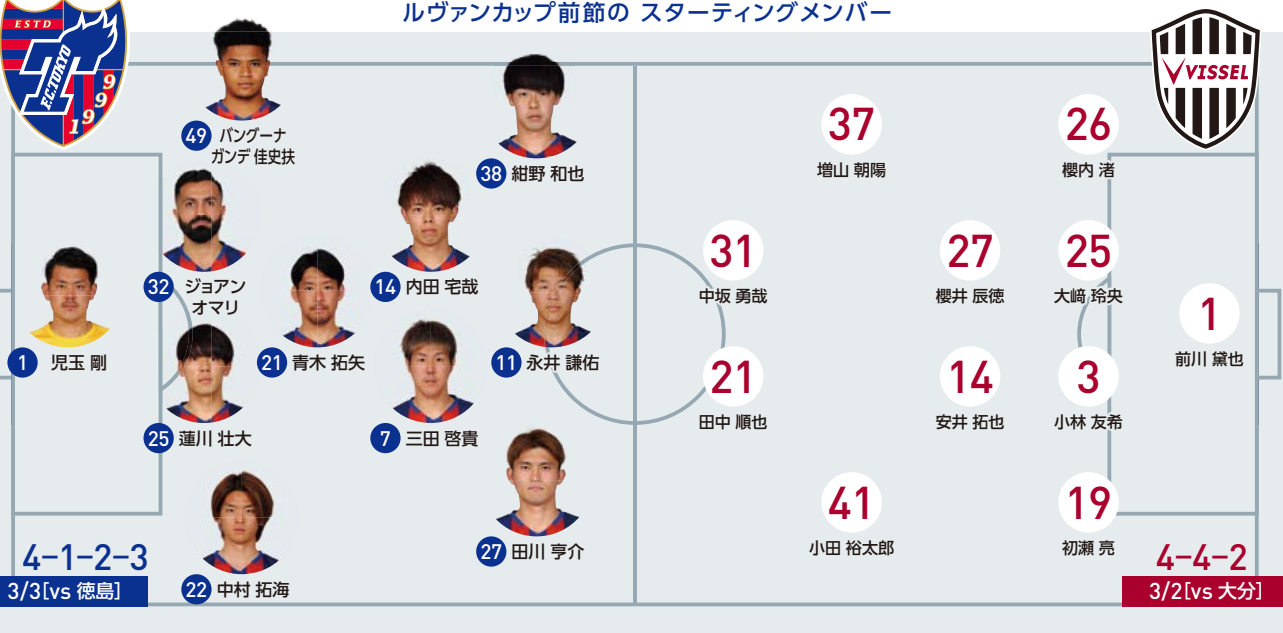 ルヴァンカップ前節の スターティングメンバー
ESTD
F.C.TOKYO
1999
VISSEL
49 バングーナ
ガンデ 佳史扶
38 紺野 和也
32 ジョアン
オマリ
14 内田 宅哉
1 児玉 剛
21 青木 拓矢
11 永井 謙佑
25 蓮川 壮大
7 三田 啓貴
22 中村 拓海
27 田川 亨介
4-1-2-3
3/3[vs 徳島]
37
増山 朝陽
26
櫻内 渚
31
中坂 勇哉
27
櫻井 辰徳
25
大﨑 玲央
1
前川 黛也
21
田中 順也
14
安井 拓也
3
小林 友希
41
小田 裕太郎
19
初瀬 亮
4-4-2
3/2[vs 大分]